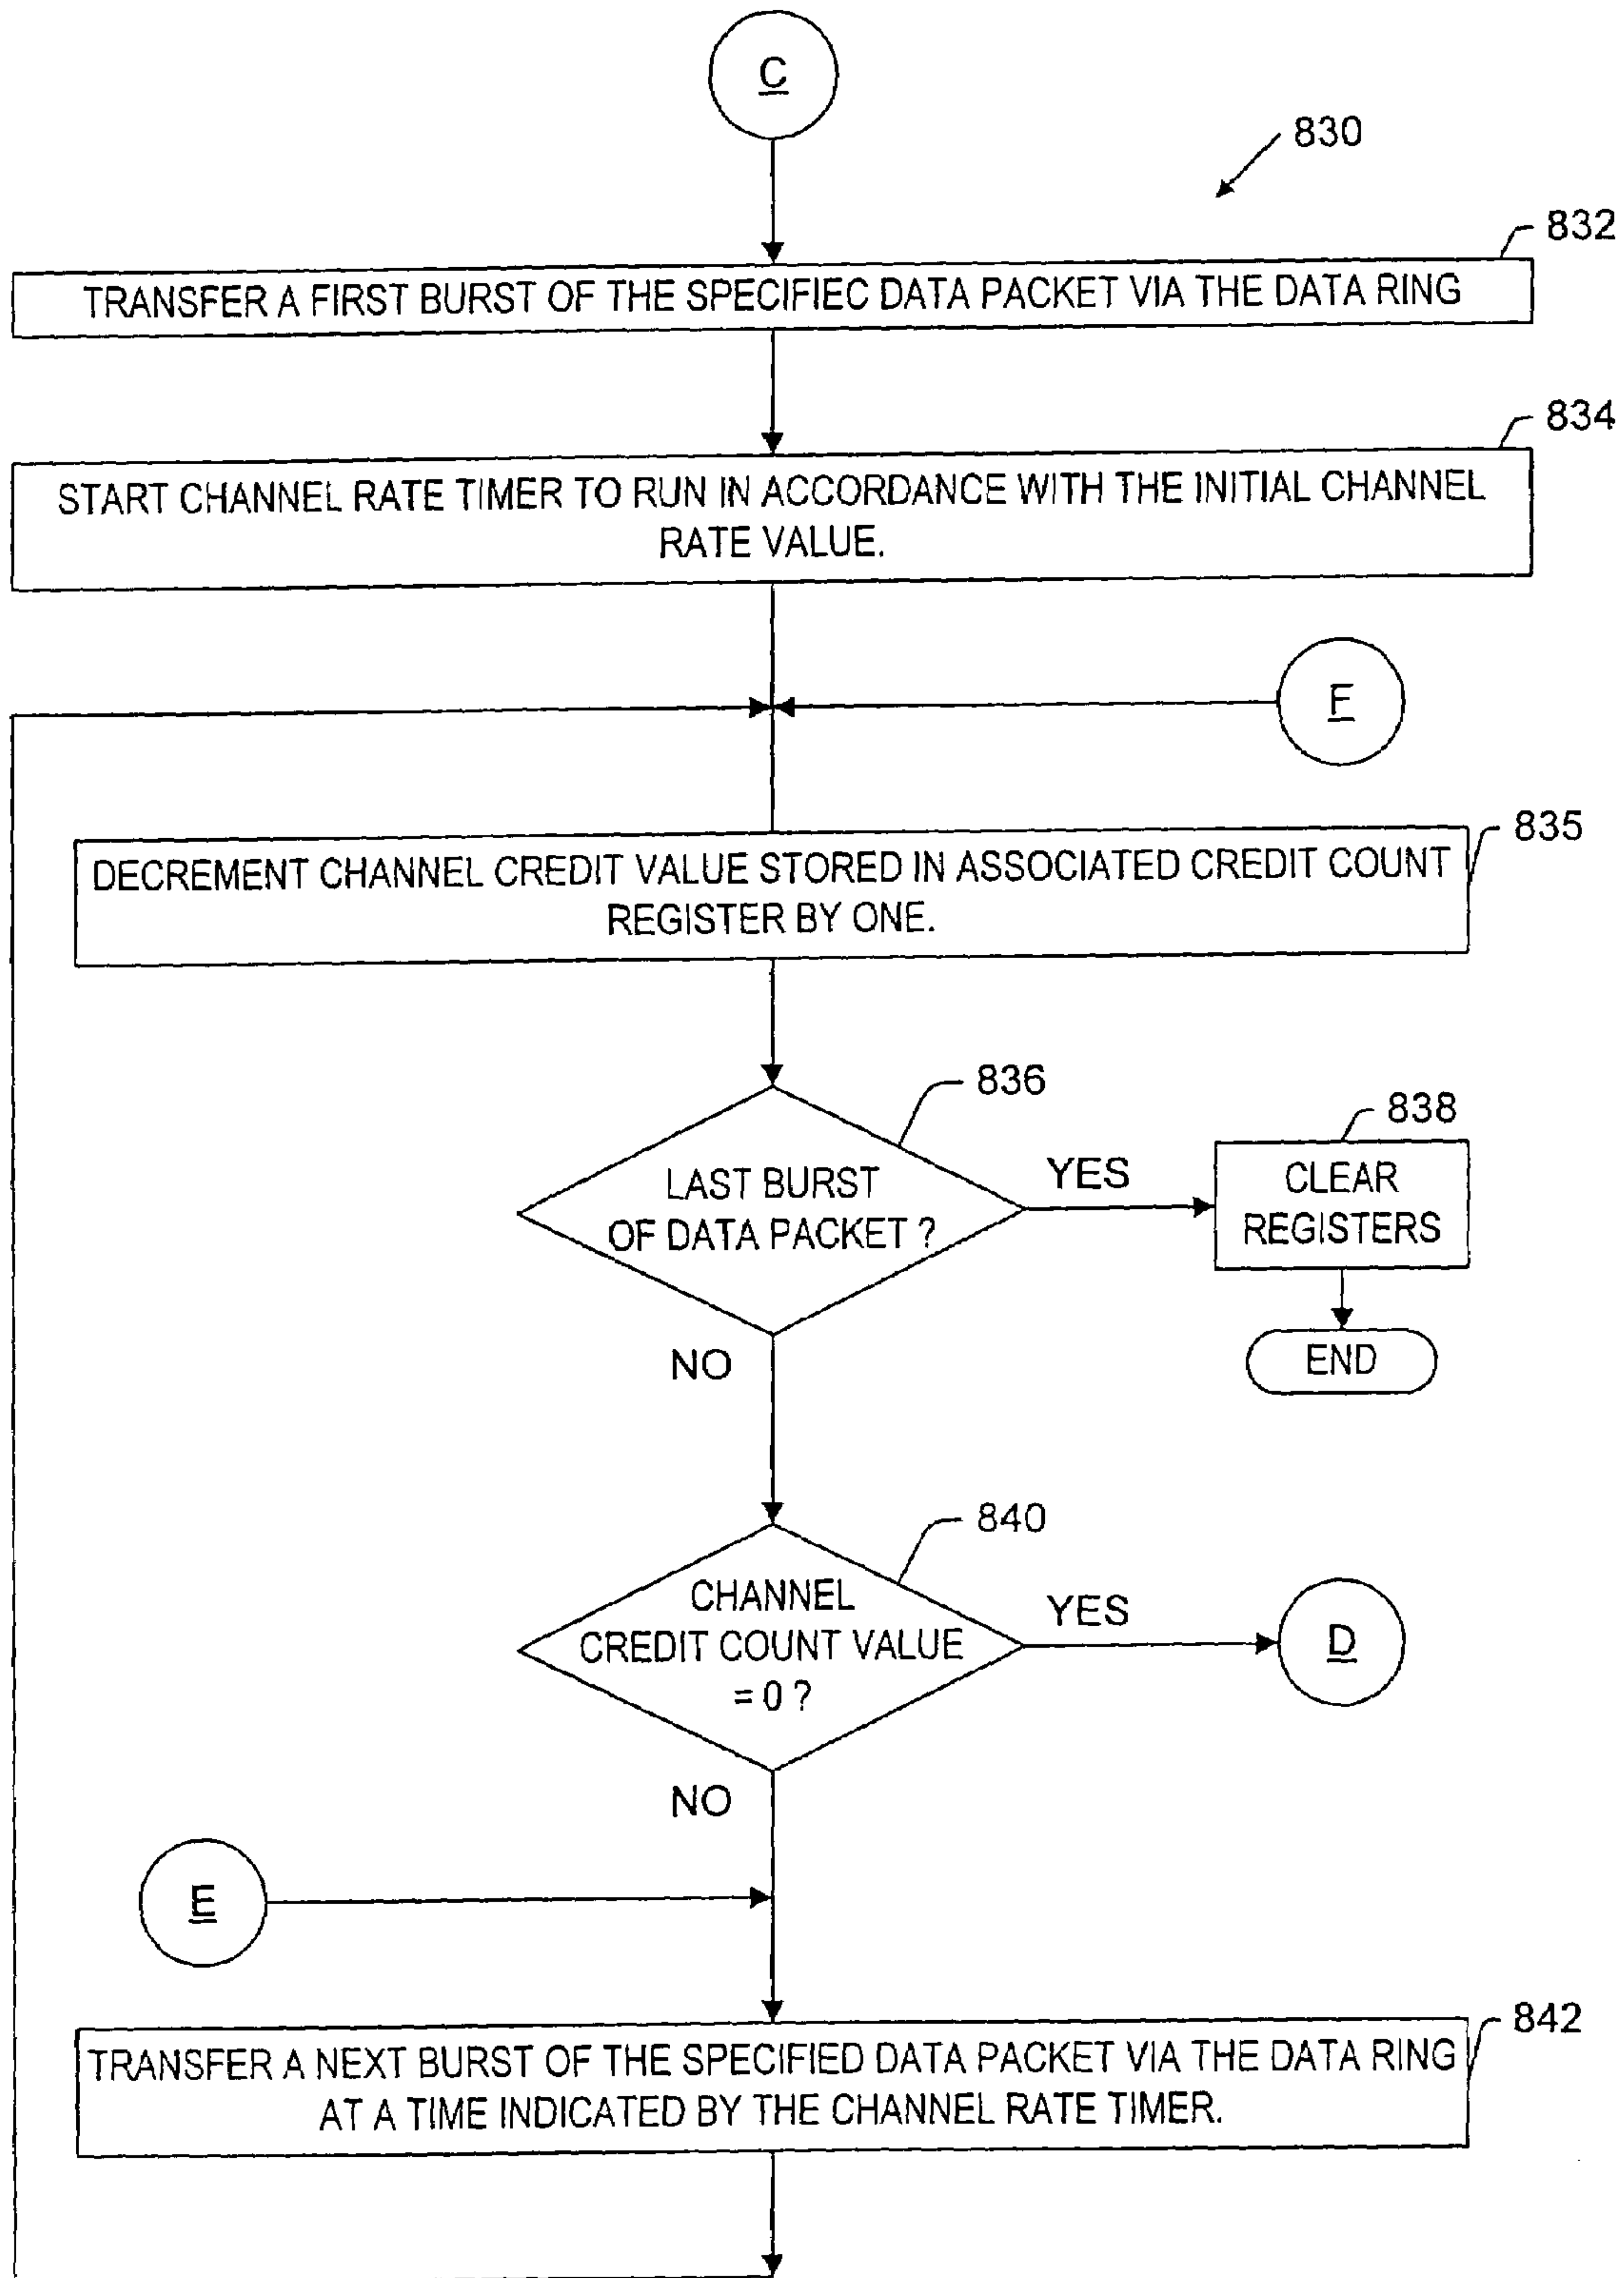 C
830
832
TRANSFER A FIRST BURST OF THE SPECIFIEC DATA PACKET VIA THE DATA RING
834
START CHANNEL RATE TIMER TO RUN IN ACCORDANCE WITH THE INITIAL CHANNEL
RATE VALUE.
F
835
DECREMENT CHANNEL CREDIT VALUE STORED IN ASSOCIATED CREDIT COUNT
REGISTER BY ONE.
836
LAST BURST
OF DATA PACKET ?
YES
838
CLEAR
REGISTERS
END
NO
840
CHANNEL
CREDIT COUNT VALUE
= 0 ?
YES
D
NO
E
842
TRANSFER A NEXT BURST OF THE SPECIFIED DATA PACKET VIA THE DATA RING
AT A TIME INDICATED BY THE CHANNEL RATE TIMER.